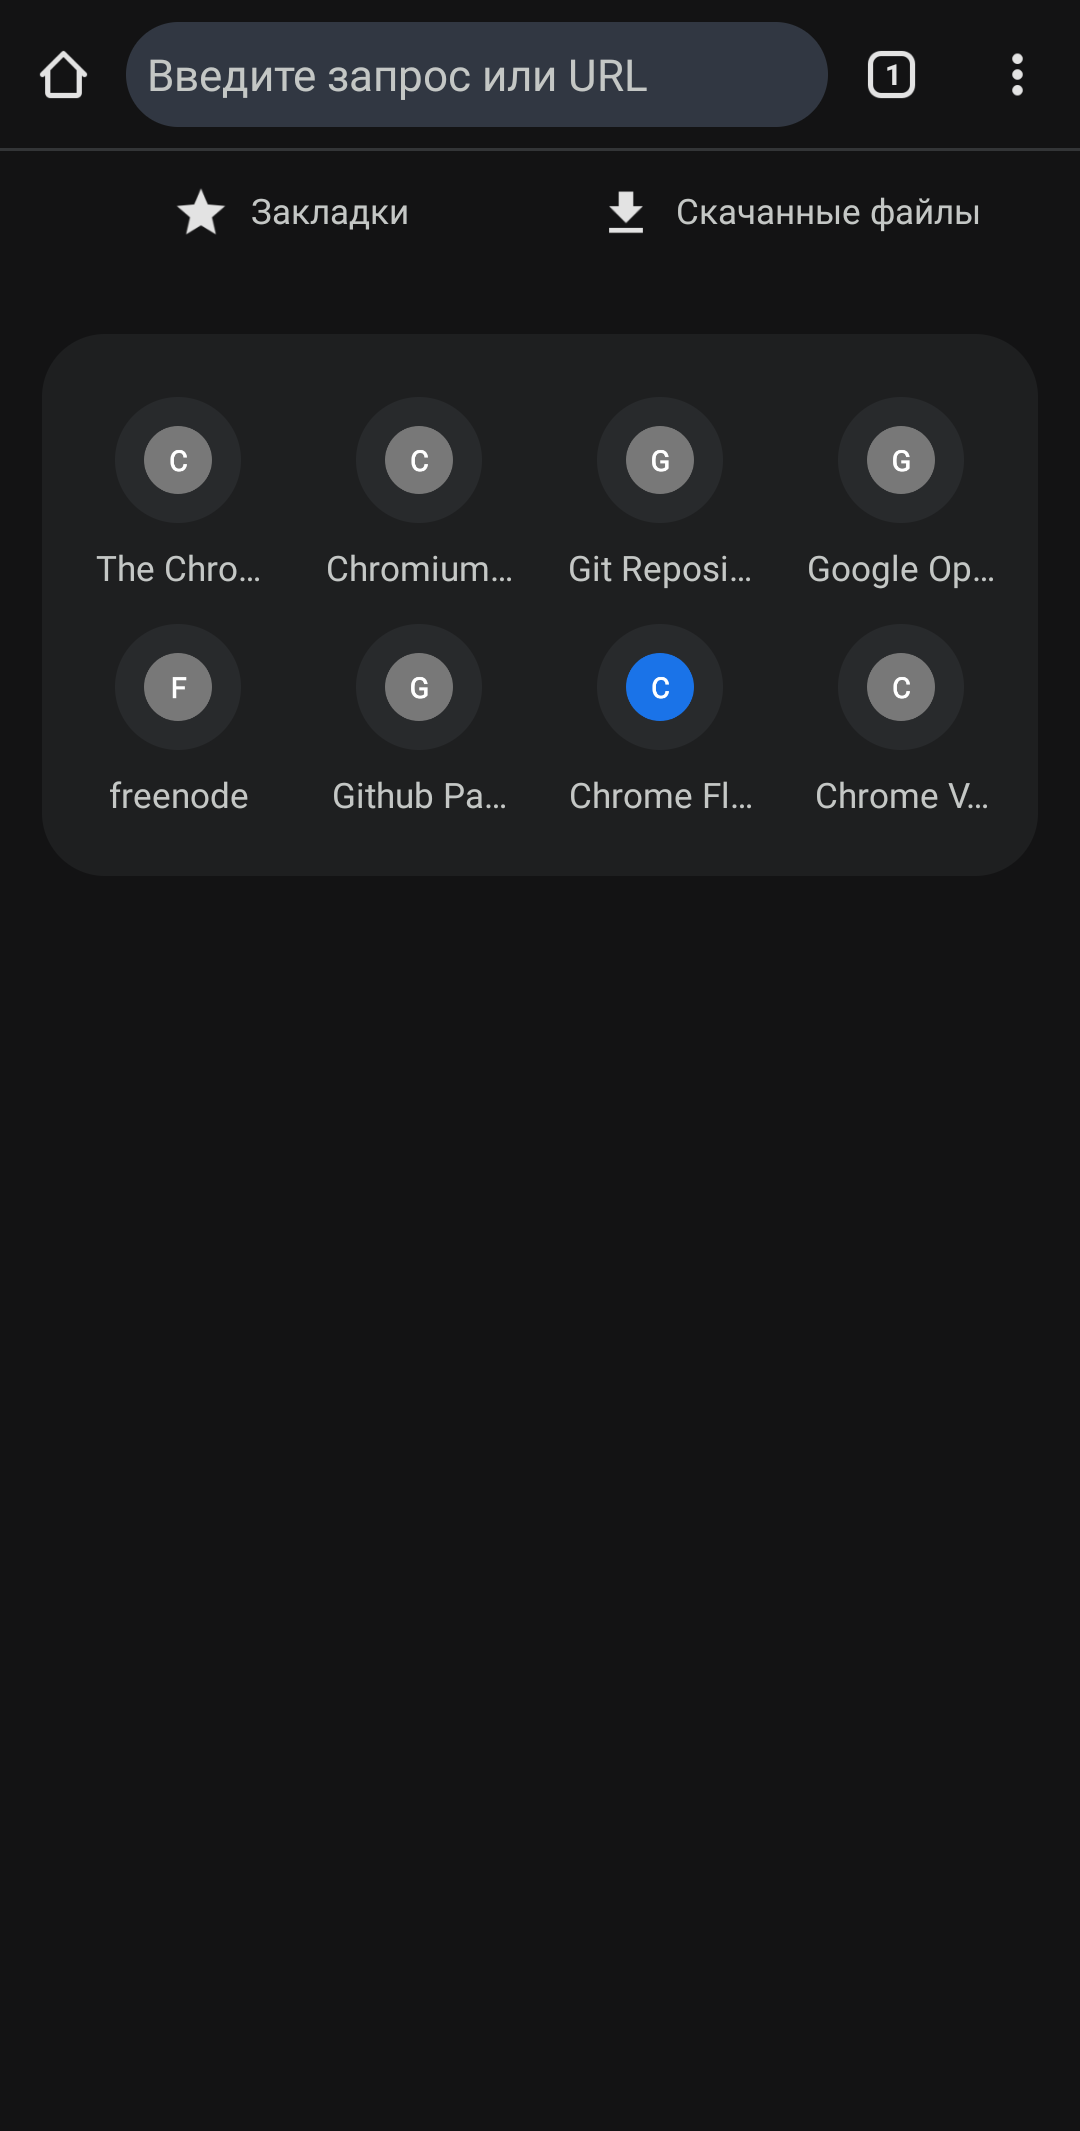 Введите запрос или URL
1
Закладки
Скачанные файлы
C
C
G
G
The Chro...
Chromium...
Git Reposi...
Google Op...
F
G
C
C
freenode
Github Pa...
Chrome Fl...
Chrome V...